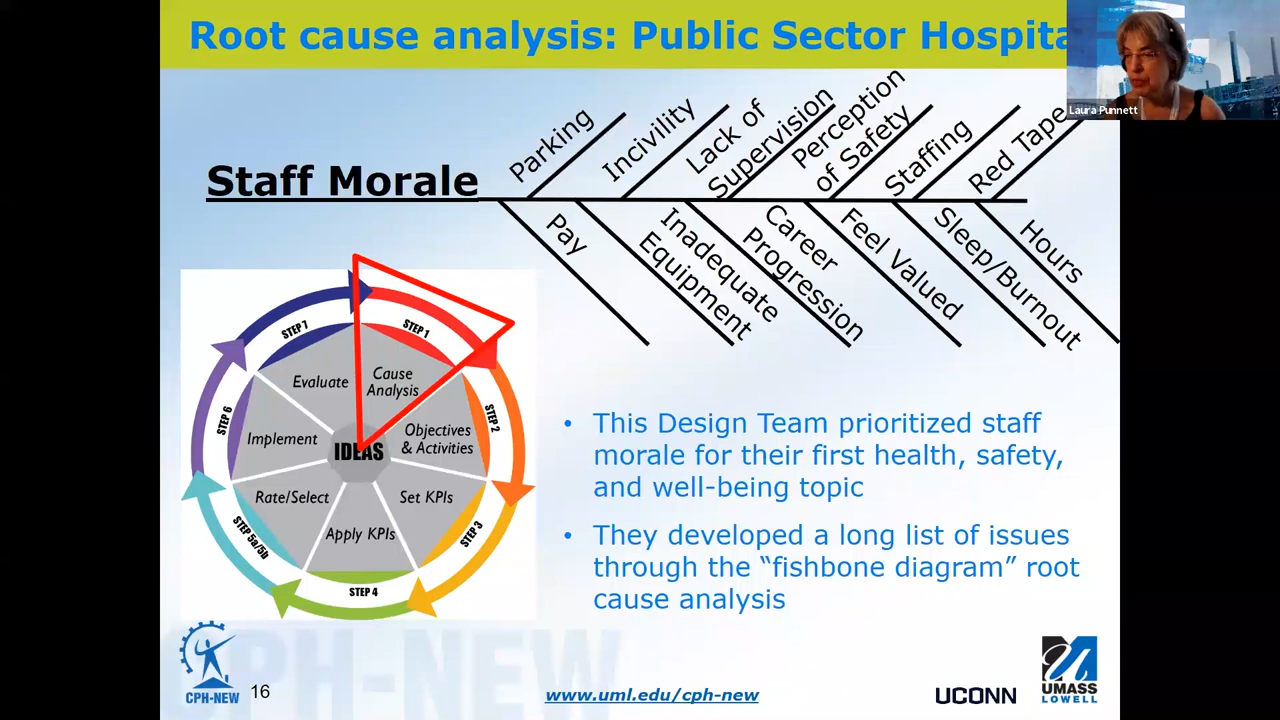 Root cause analysis: Public Sector Hospita
Laura Punnett
Staff Morale
Parking
Incivility
Lack of
Supervision
Perception
of Safety
Staffing
Red Tape
Pay
Inadequate
Equipment
Career
Progression
Feel Valued
Sleep/Burnout
Hours
STEP 1
STEP 2
STEP 3
STEP 4
STEP 5a/5b
STEP 6
STEP 7
Cause
Analysis
Objectives
& Activities
Set KPIs
Apply KPIs
Rate/Select
Implement
Evaluate
IDEAS
• This Design Team prioritized staff
morale for their first health, safety,
and well-being topic
• They developed a long list of issues
through the “fishbone diagram” root
cause analysis
CPH-NEW
CPH-NEW
16
www.uml.edu/cph-new
UCONN
UMASS
LOWELL